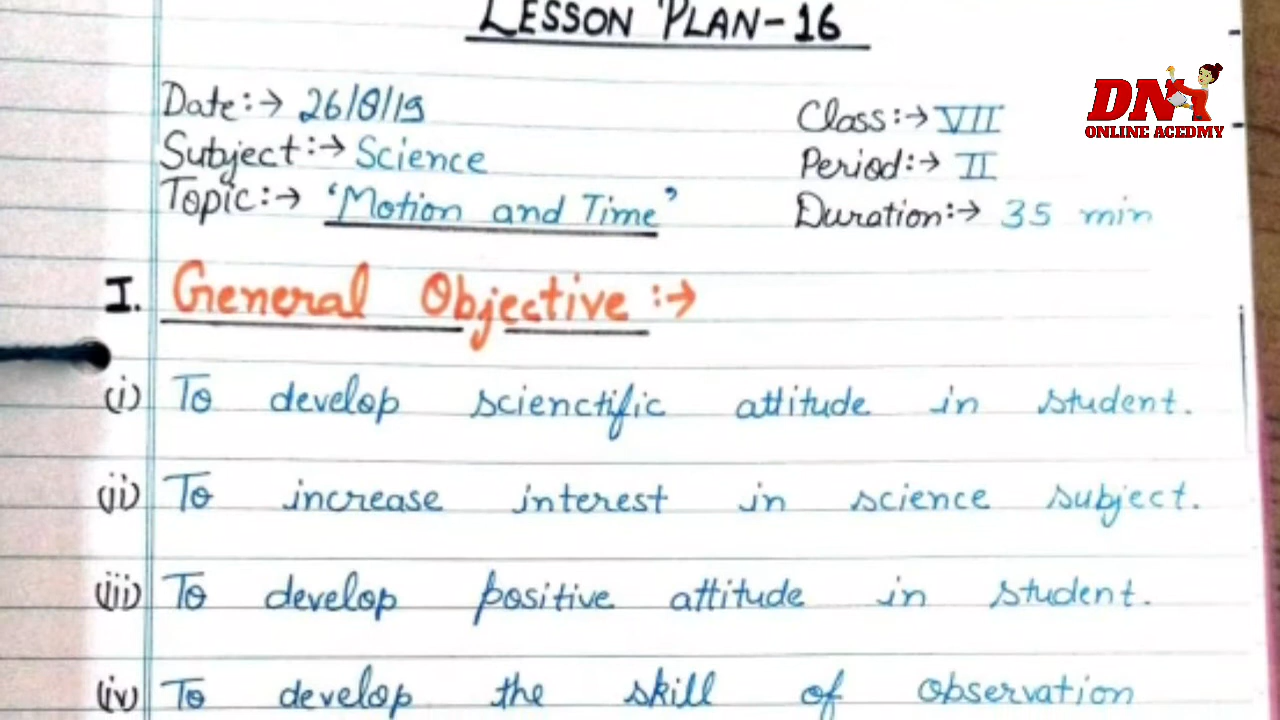 LESSON PLAN-16
Date:→ 26/8/19
Class:→ VII
Subject:→ Science
Period:→ II
Topic:→ 'Motion and Time'
Duration:→ 35 min
I. General Objective:→
(i) To develop scienctific attitude in student.
(ii) To increase interest in science subject.
(iii) To develop positive attitude in student.
(iv) To develop the skill of observation
DNY
ONLINE ACEDMY